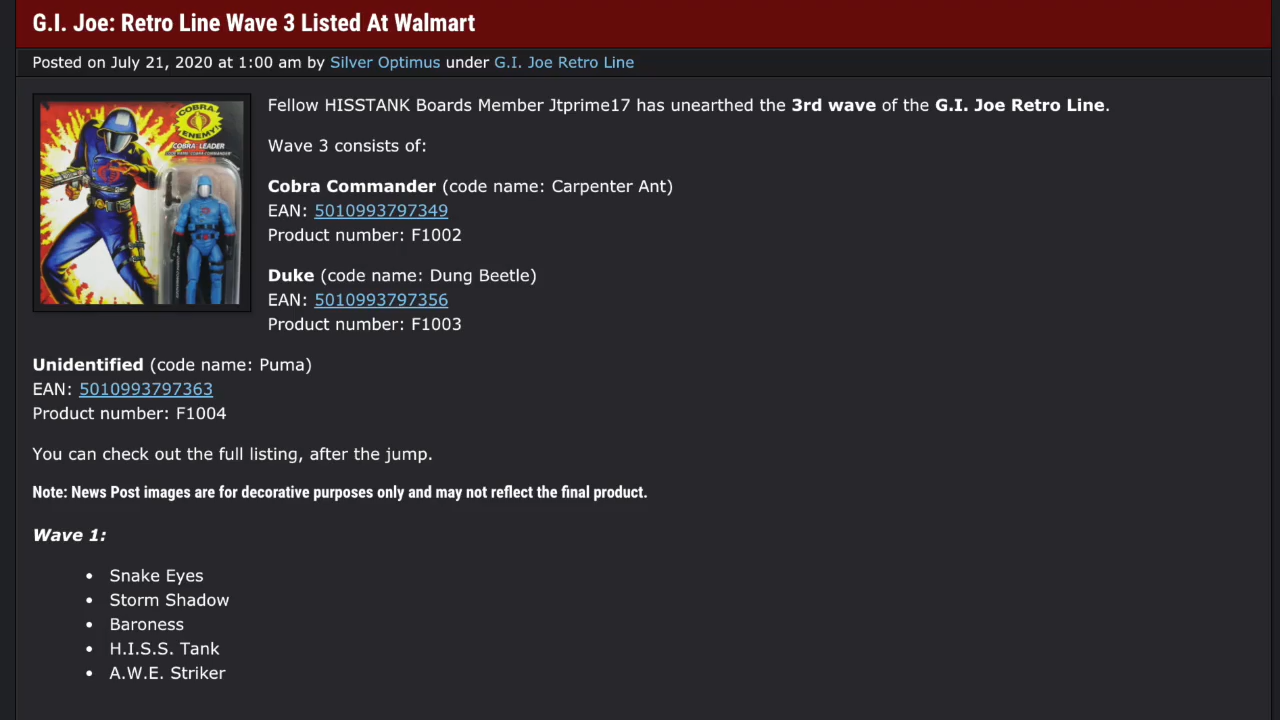 G.I. Joe: Retro Line Wave 3 Listed At Walmart
Posted on July 21, 2020 at 1:00 am by Silver Optimus under G.I. Joe Retro Line
COBRA
ENEMY
COBRA LEADER
Fellow HISSTANK Boards Member Jtprime17 has unearthed the 3rd wave of the G.I. Joe Retro Line.
Wave 3 consists of:
Cobra Commander (code name: Carpenter Ant)
EAN: 5010993797349
Product number: F1002
Duke (code name: Dung Beetle)
EAN: 5010993797356
Product number: F1003
Unidentified (code name: Puma)
EAN: 5010993797363
Product number: F1004
You can check out the full listing, after the jump.
Note: News Post images are for decorative purposes only and may not reflect the final product.
Wave 1:
• Snake Eyes
• Storm Shadow
• Baroness
• H.I.S.S. Tank
• A.W.E. Striker